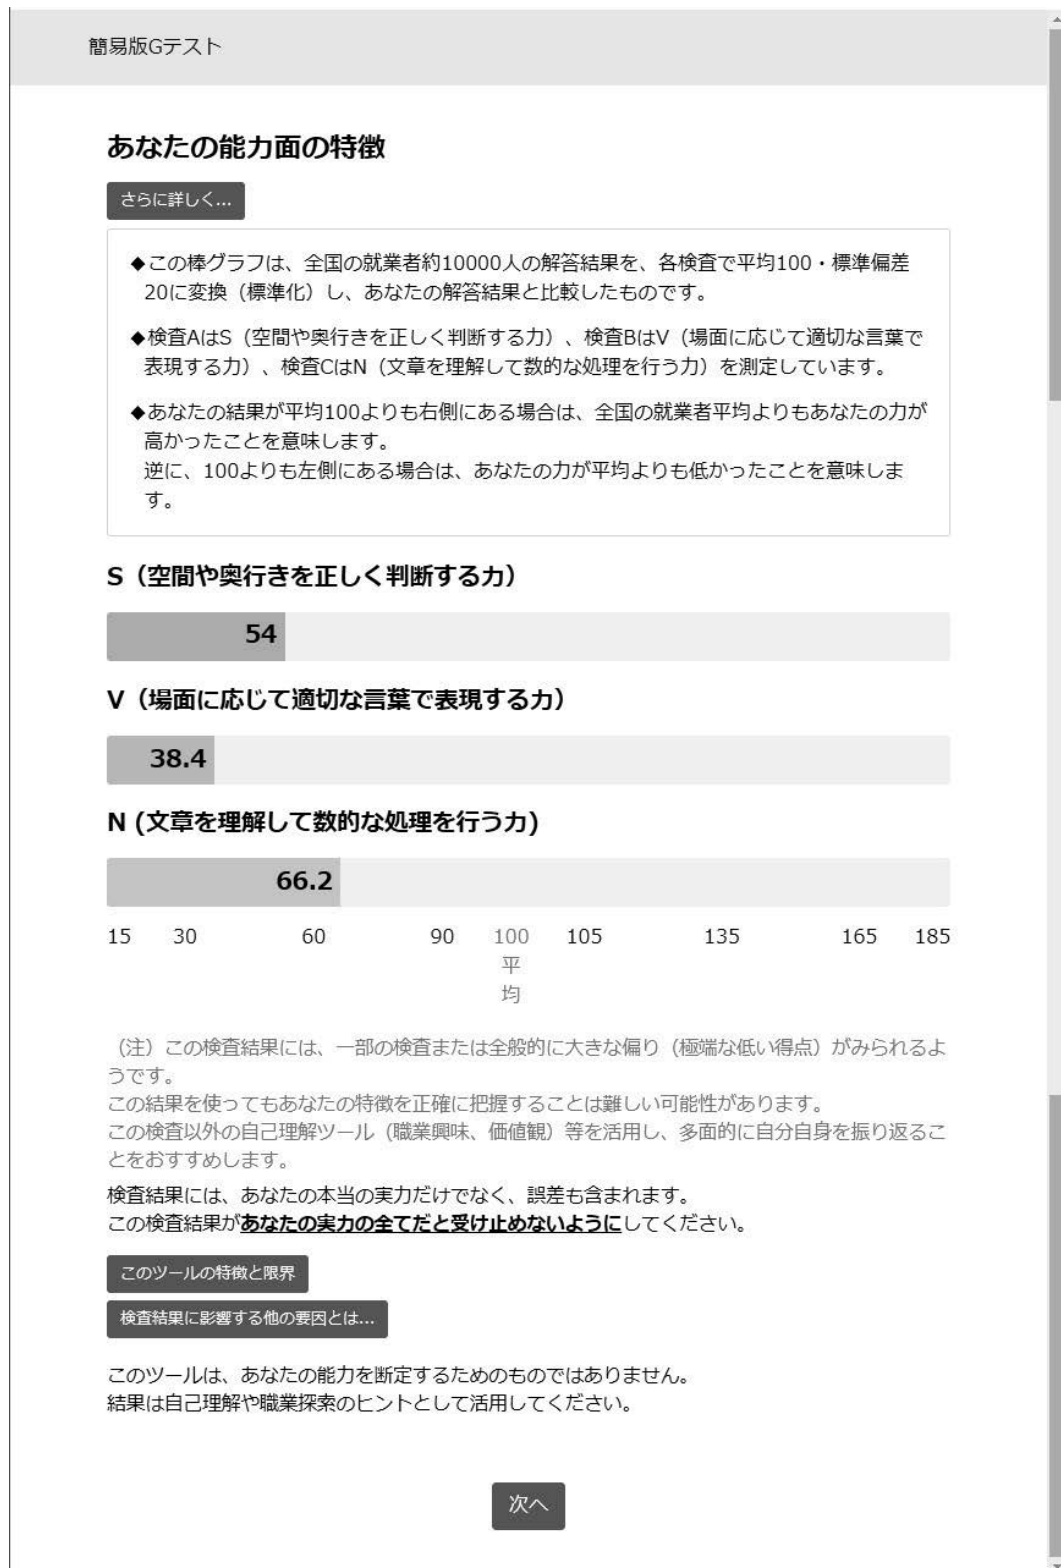 簡易版Gテスト
あなたの能力面の特徴
さらに詳しく...
◆この棒グラフは、全国の就業者約10000人の解答結果を、各検査で平均100・標準偏差
20に変換（標準化）し、あなたの解答結果と比較したものです。
◆検査AはS（空間や奥行きを正しく判断する力）、検査BはV（場面に応じて適切な言葉で
表現する力）、検査CはN（文章を理解して数的な処理を行う力）を測定しています。
◆あなたの結果が平均100よりも右側にある場合は、全国の就業者平均よりもあなたの力が
高かったことを意味します。
逆に、100よりも左側にある場合は、あなたの力が平均よりも低かったことを意味しま
す。
S（空間や奥行きを正しく判断する力）
54
V（場面に応じて適切な言葉で表現する力）
38.4
N (文章を理解して数的な処理を行う力)
66.2
15 30 60 90 100 105 135 165 185
平
均
（注）この検査結果には、一部の検査または全般的に大きな偏り（極端な低い得点）がみられるよ
うです。
この結果を使ってもあなたの特徴を正確に把握することは難しい可能性があります。
この検査以外の自己理解ツール（職業興味、価値観）等を活用し、多面的に自分自身を振り返るこ
とをおすすめします。
検査結果には、あなたの本当の実力だけでなく、誤差も含まれます。
この検査結果があなたの実力の全てだと受け止めないようにしてください。
このツールの特徴と限界
検査結果に影響する他の要因とは...
このツールは、あなたの能力を断定するためのものではありません。
結果は自己理解や職業探索のヒントとして活用してください。
次へ